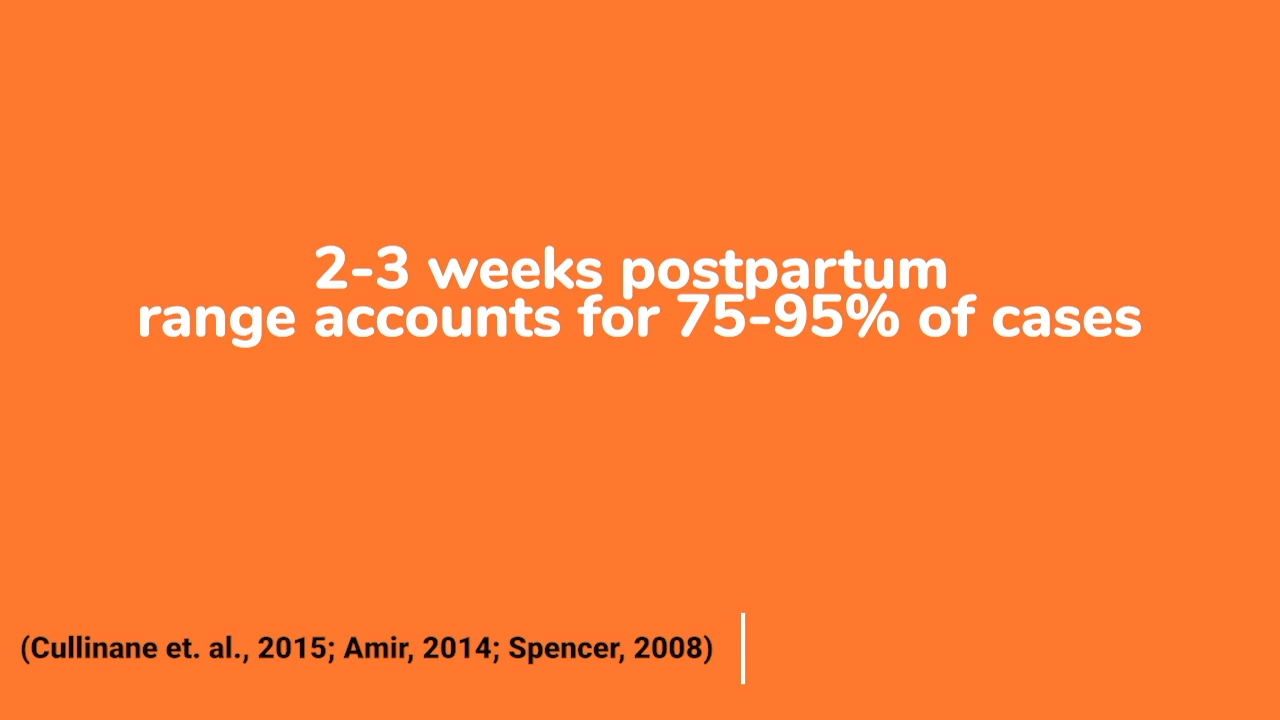 2-3 weeks postpartum
range accounts for 75-95% of cases
(Cullinane et. al., 2015; Amir, 2014; Spencer, 2008)